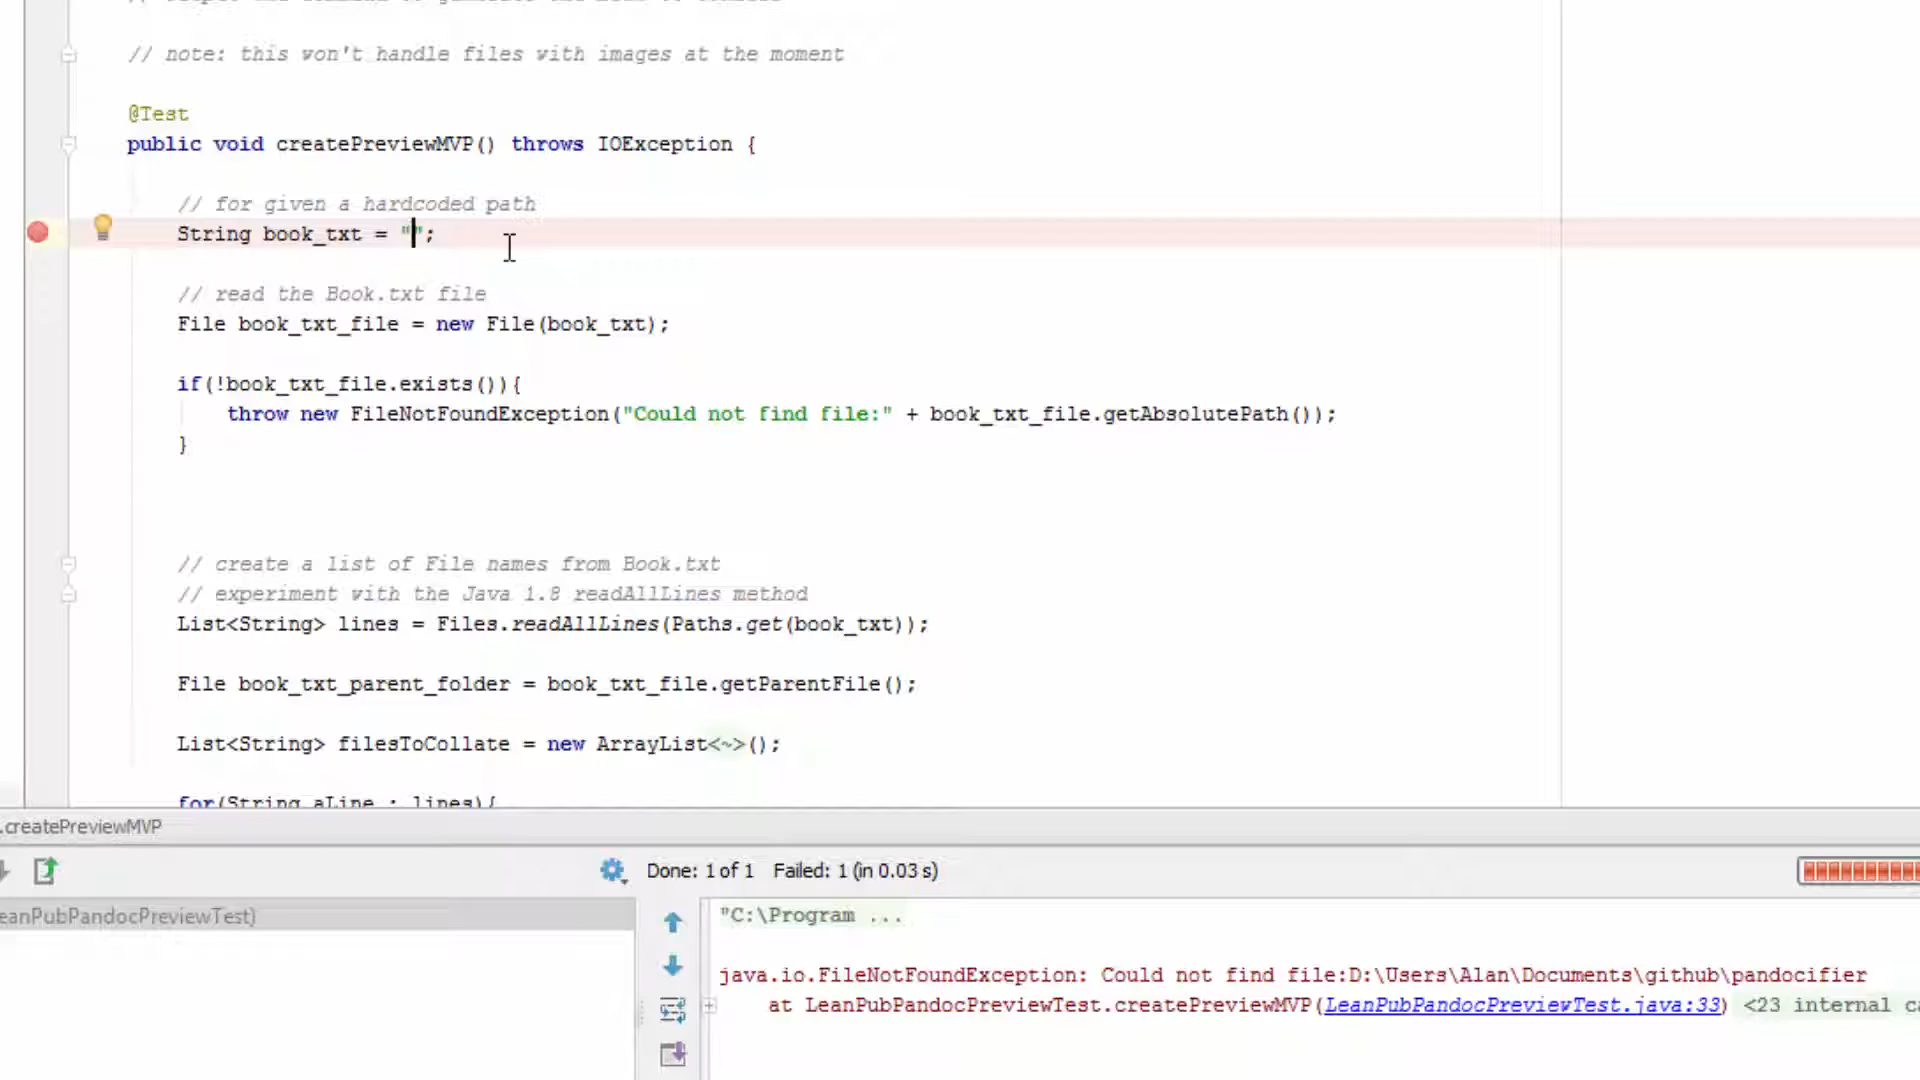 // note: this won't handle files with images at the moment
@Test
public void createPreviewMVP() throws IOException {
// for given a hardcoded path
String book_txt = "";
// read the Book.txt file
File book_txt_file = new File(book_txt);
if(!book_txt_file.exists()){
throw new FileNotFoundException("Could not find file:" + book_txt_file.getAbsolutePath());
}
// create a list of File names from Book.txt
// experiment with the Java 1.8 readAllLines method
List<String> lines = Files.readAllLines(Paths.get(book_txt));
File book_txt_parent_folder = book_txt_file.getParentFile();
List<String> filesToCollate = new ArrayList<~>();
for(String aLine : lines){
.createPreviewMVP
Done: 1 of 1 Failed: 1 (in 0.03 s)
eanPubPandocPreviewTest)
"C:\Program ...
java.io.FileNotFoundException: Could not find file:D:\Users\Alan\Documents\github\pandocifier
at LeanPubPandocPreviewTest.createPreviewMVP(LeanPubPandocPreviewTest.java:33) <23 internal ca